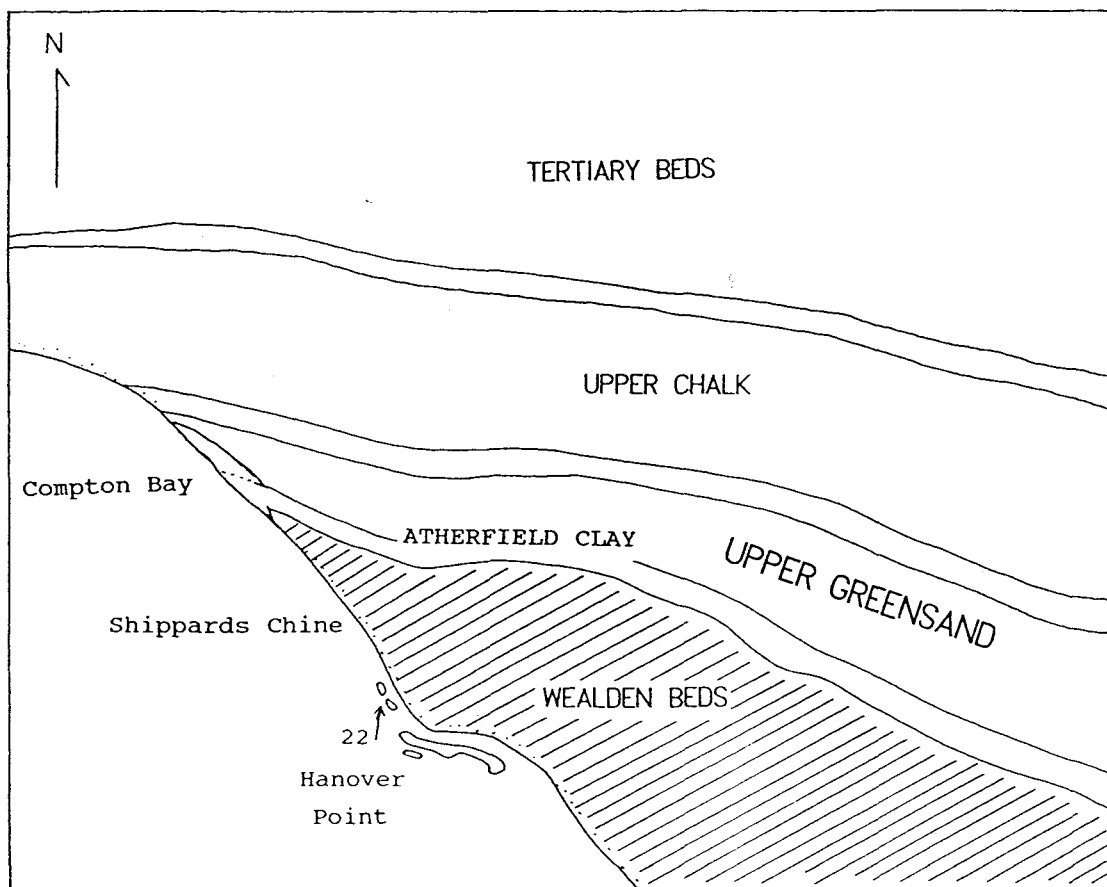 N
TERTIARY BEDS
UPPER CHALK
Compton Bay
ATHERFIELD CLAY
UPPER GREENSAND
Shippards Chine
WEALDEN BEDS
22
Hanover
Point